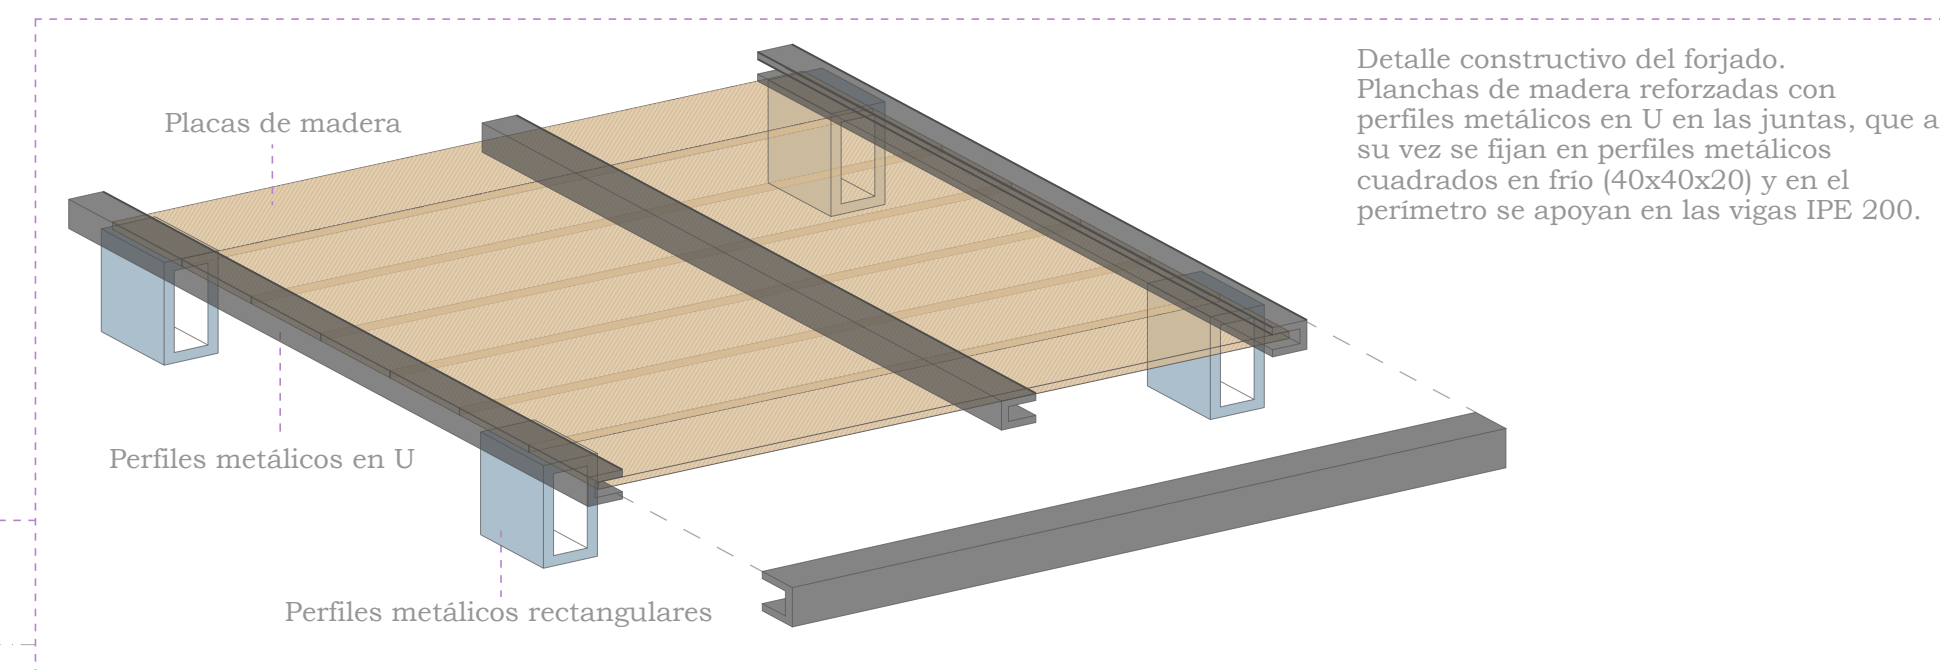 Detalle constructivo del forjado.
Planchas de madera reforzadas con
perfiles metálicos en U en las juntas, que a
su vez se fijan en perfiles metálicos
cuadrados en frío (40x40x20) y en el
perímetro se apoyan en las vigas IPE 200.
Placas de madera
Perfiles metálicos en U
Perfiles metálicos rectangulares